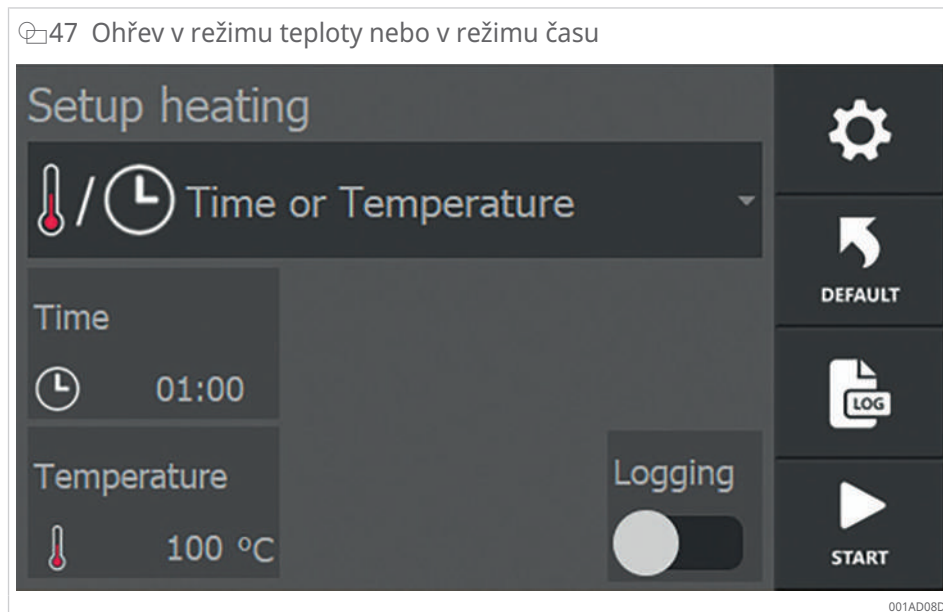 47 Ohřev v režimu teploty nebo v režimu času
Setup heating
/ Time or Temperature
DEFAULT
Time
01:00
LOG
Temperature
100 ºC
Logging
START
001AD08D